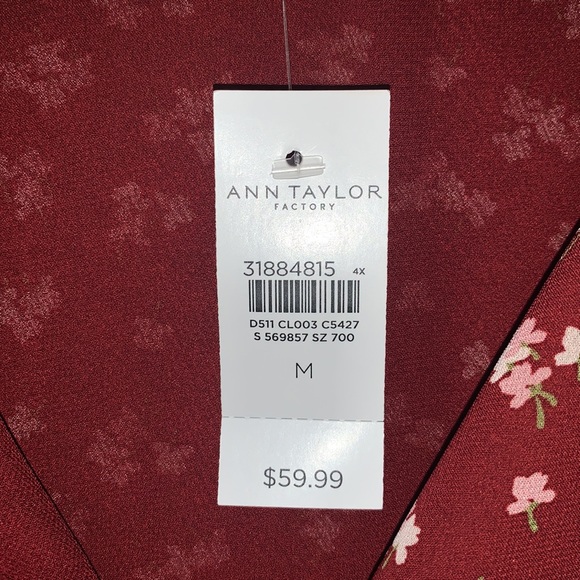 ANN TAYLOR
FACTORY
31884815 4X
D511 CL003 C5427
S 569857 SZ 700
M
$59.99